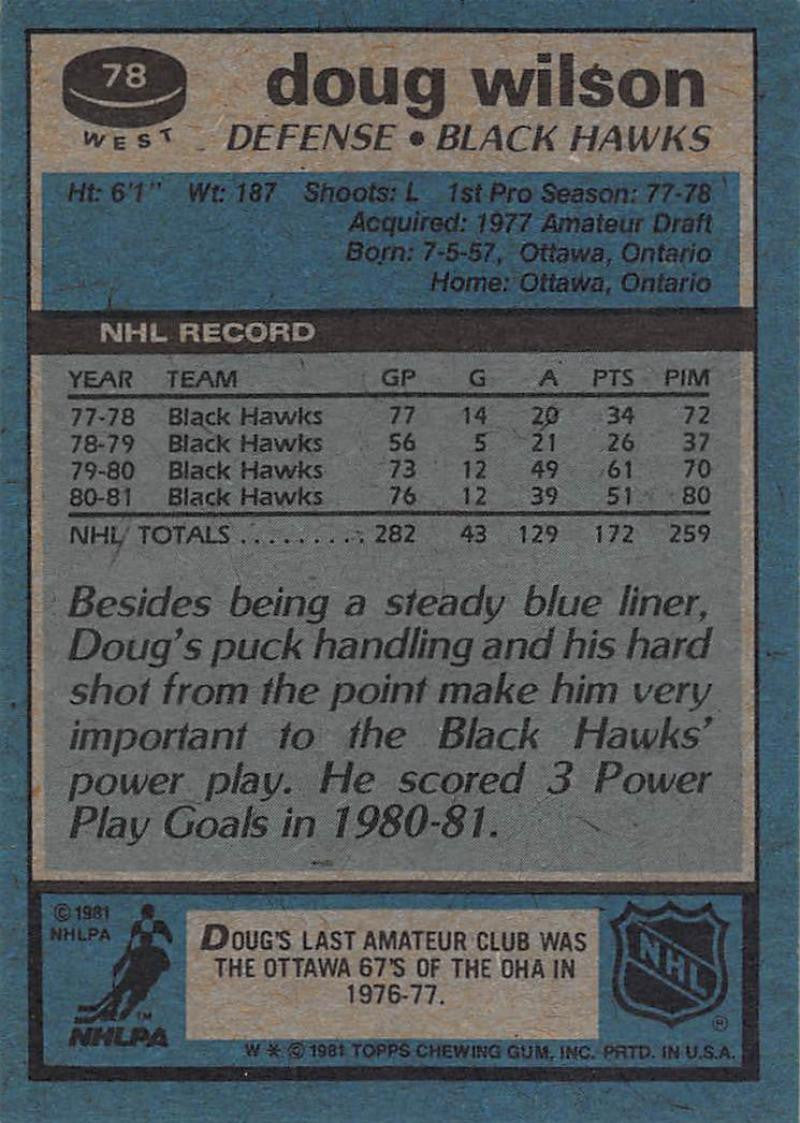 78
WEST
doug wilson
DEFENSE • BLACK HAWKS
Ht: 6'1" Wt: 187 Shoots: L 1st Pro Season: 77-78
Acquired: 1977 Amateur Draft
Born: 7-5-57, Ottawa, Ontario
Home: Ottawa, Ontario
NHL RECORD
YEAR TEAM GP G A PTS PIM
77-78 Black Hawks 77 14 20 34 72
78-79 Black Hawks 56 5 21 26 37
79-80 Black Hawks 73 12 49 61 70
80-81 Black Hawks 76 12 39 51 80
NHL TOTALS .......... 282 43 129 172 259
Besides being a steady blue liner,
Doug's puck handling and his hard
shot from the point make him very
important to the Black Hawks'
power play. He scored 3 Power
Play Goals in 1980-81.
© 1981
NHLPA
TM
NHLPA
DOUG'S LAST AMATEUR CLUB WAS
THE OTTAWA 67'S OF THE OHA IN
1976-77.
NHL
®
W * © 1981 TOPPS CHEWING GUM, INC. PRTD. IN U.S.A.